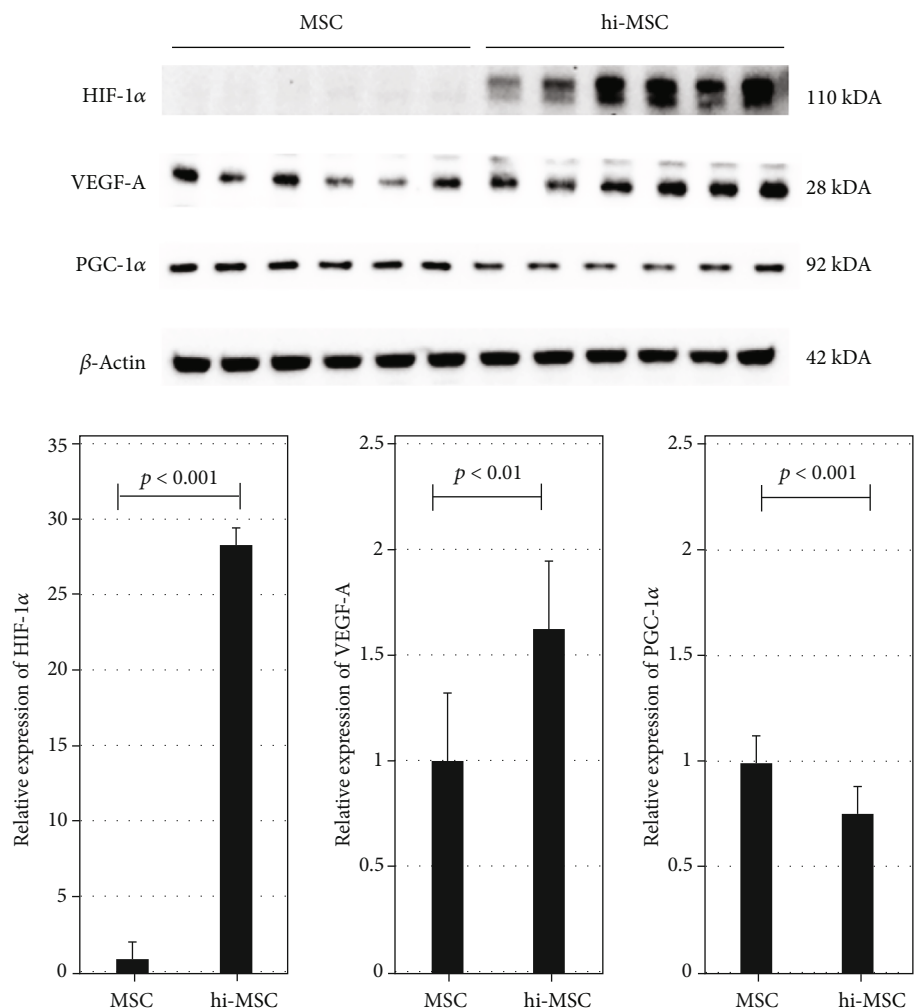 MSC hi-MSC
HIF-1α 110 kDA
VEGF-A 28 kDA
PGC-1α 92 kDA
β-Actin 42 kDA
Relative expression of HIF-1α
35
30
25
20
15
10
5
0
p < 0.001
MSC hi-MSC
Relative expression of VEGF-A
2.5
2
1.5
1
0.5
0
p < 0.01
MSC hi-MSC
Relative expression of PGC-1α
2.5
2
1.5
1
0.5
0
p < 0.001
MSC hi-MSC